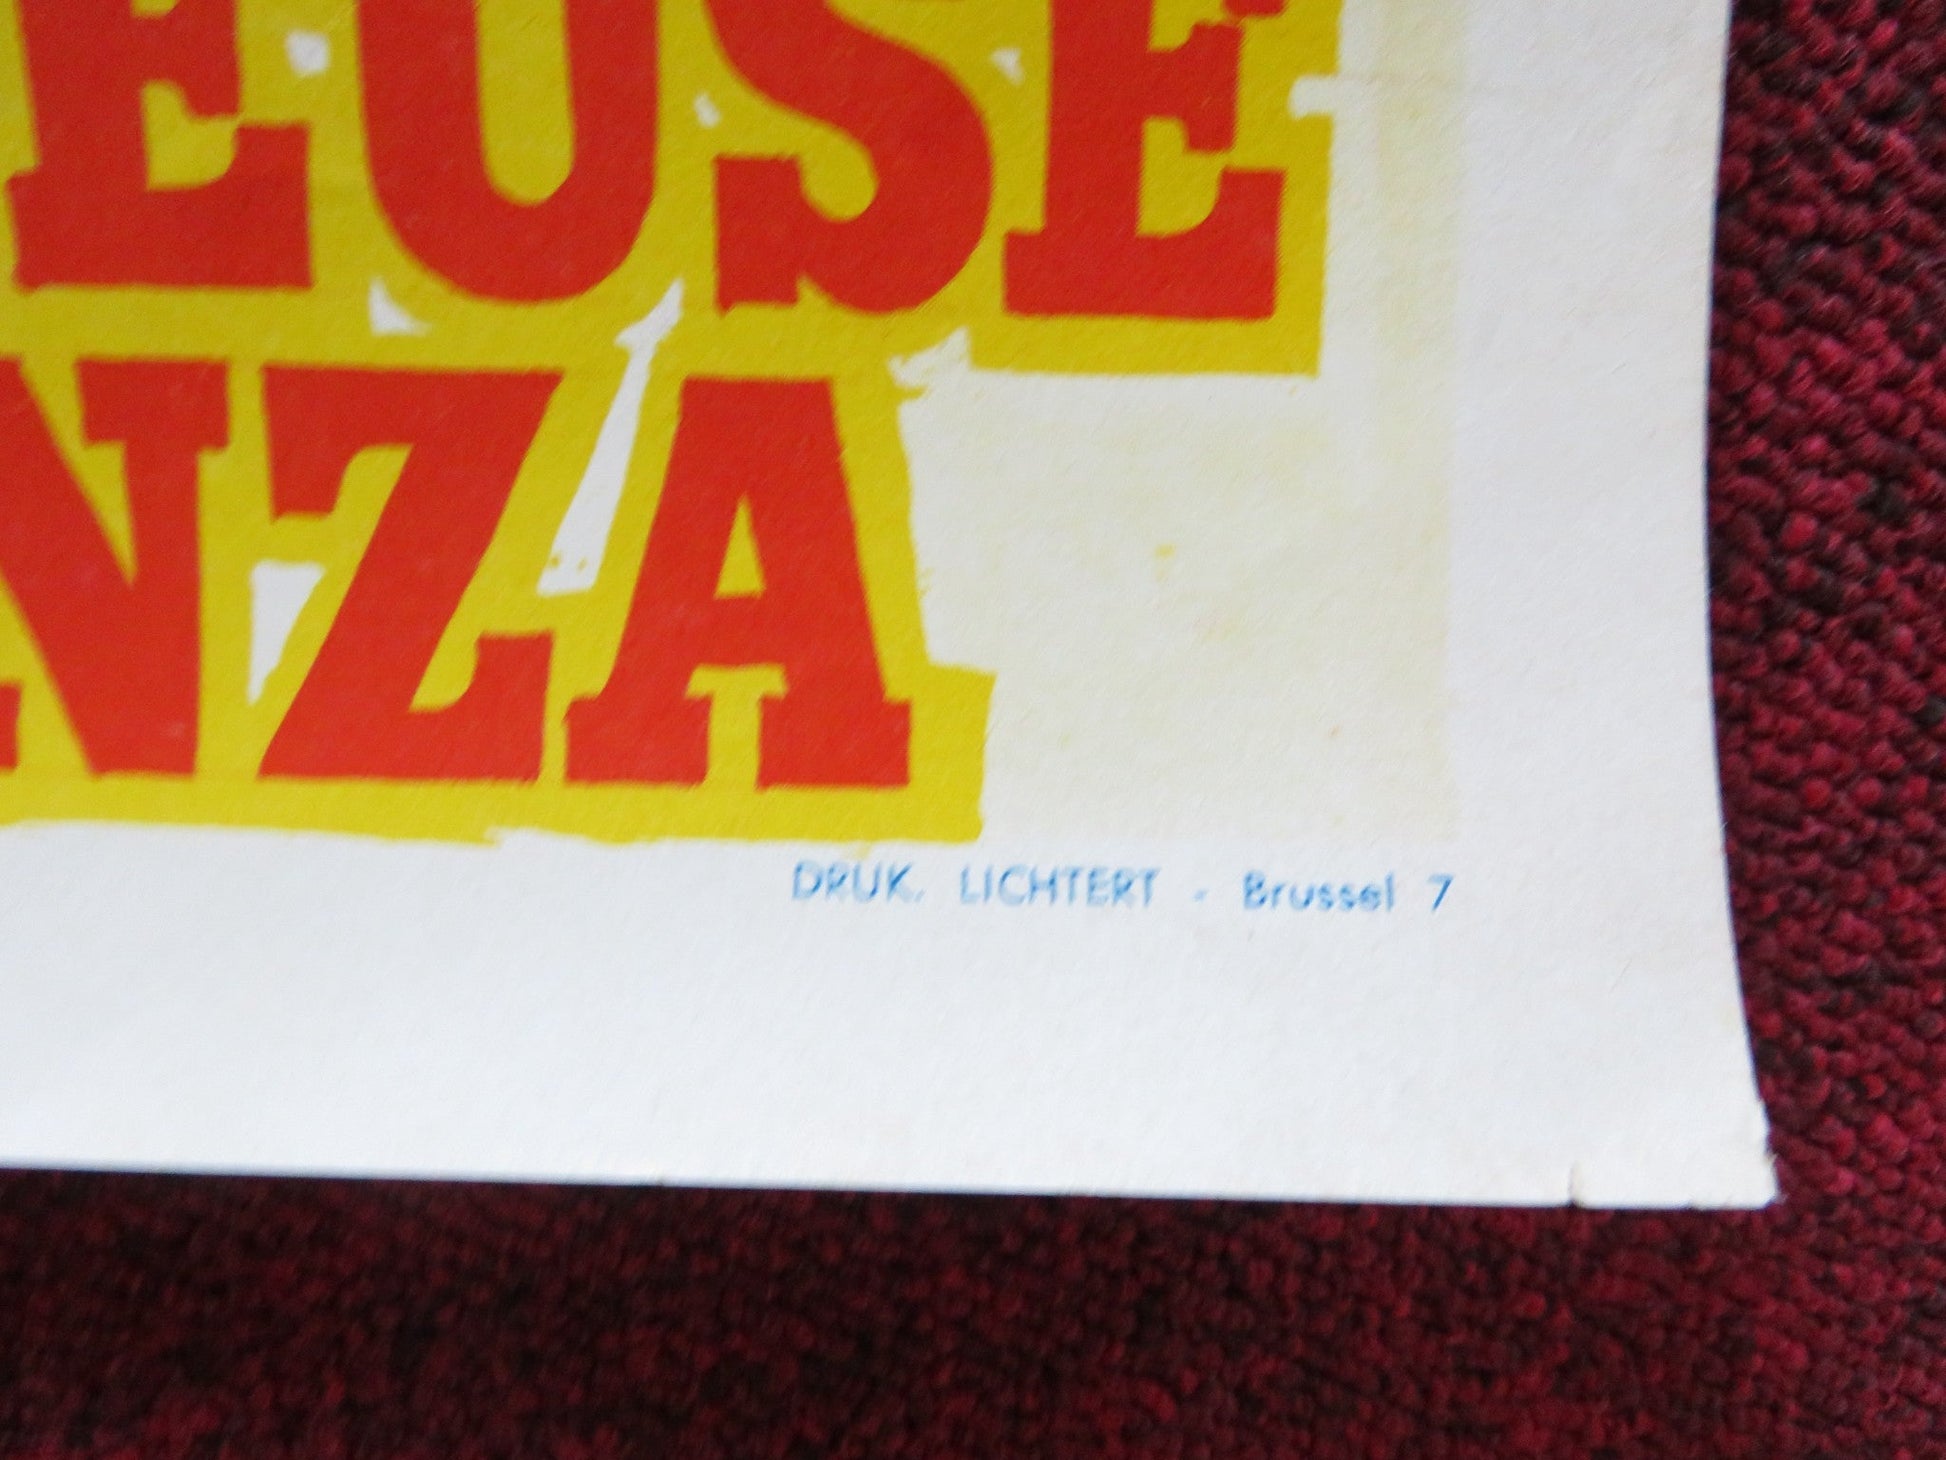 EUSE
NZA
DRUK. LICHTERT - Brussel 7